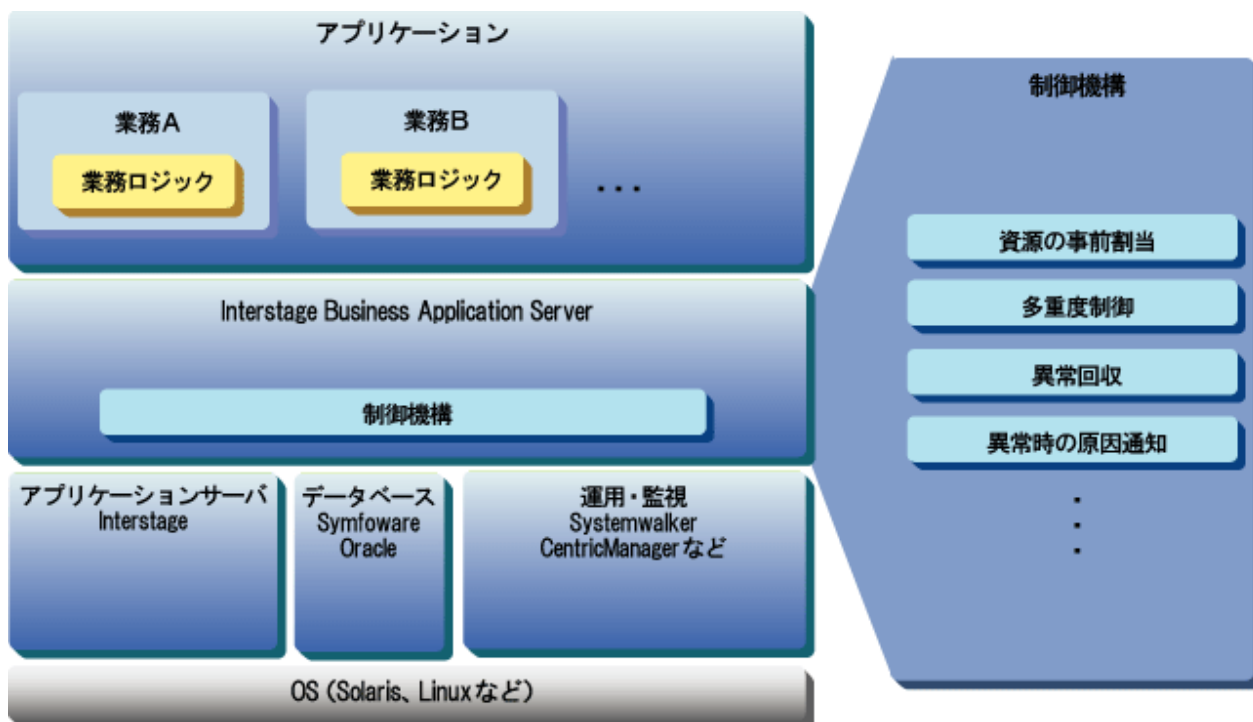 アプリケーション
業務A
業務ロジック
業務B
業務ロジック
...
Interstage Business Application Server
制御機構
アプリケーションサーバ
Interstage
データベース
Symfoware
Oracle
運用・監視
Systemwalker
CentricManagerなど
OS（Solaris、Linuxなど）
制御機構
資源の事前割当
多重度制御
異常回収
異常時の原因通知
・
・
・